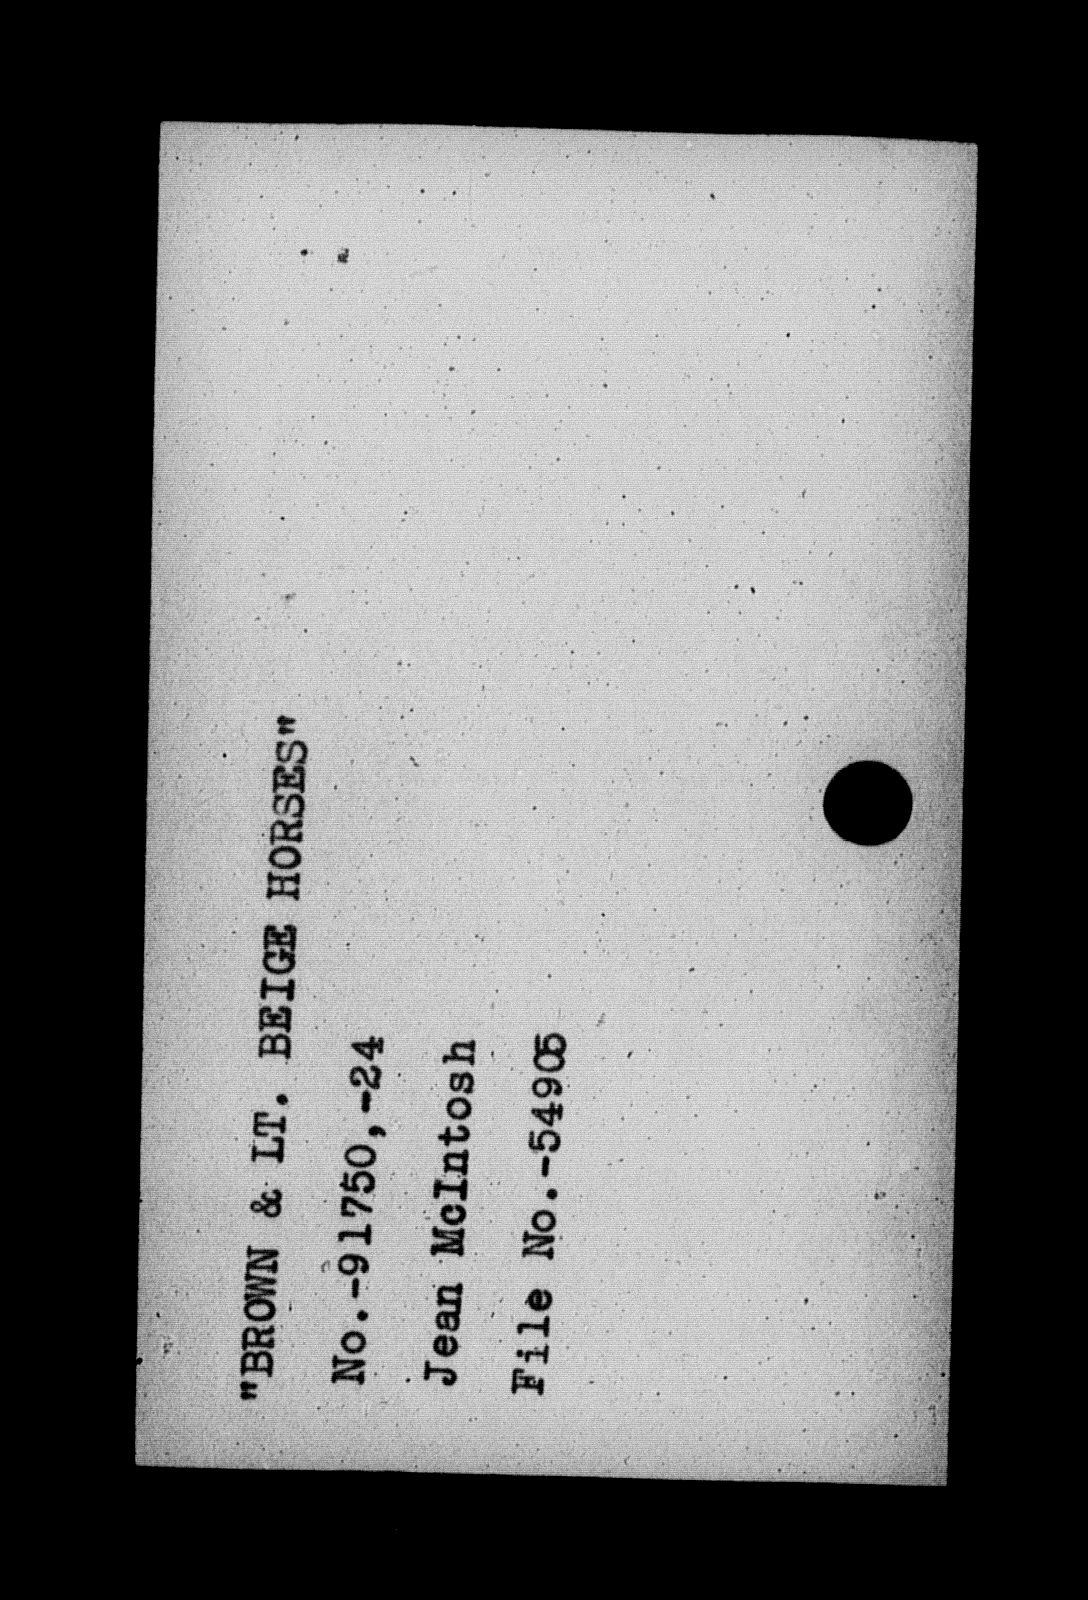 "BROWN & LT. BEIGE HORSES"
No.-91750,-24
Jean McIntosh
File No.-54905